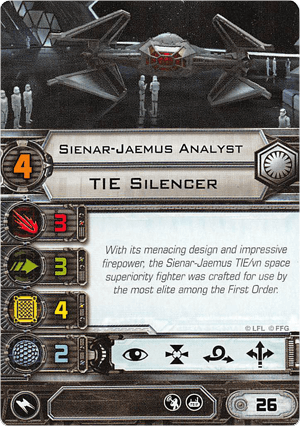 Sienar-Jaemus Analyst
4
TIE Silencer
3
With its menacing design and impressive
firepower, the Sienar-Jaemus TIE/vn space
superiority fighter was crafted for use by
the most elite among the First Order.
3
4
© LFL © FFG
2
26